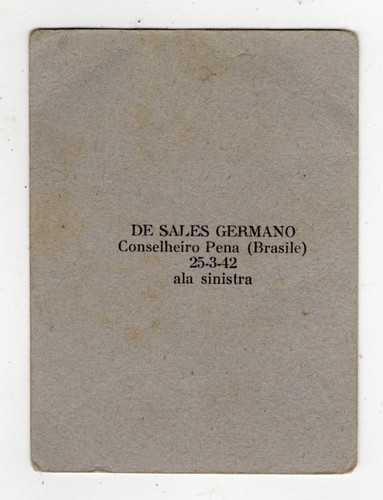 DE SALES GERMANO
Conselheiro Pena (Brasile)
25-3-42
ala sinistra